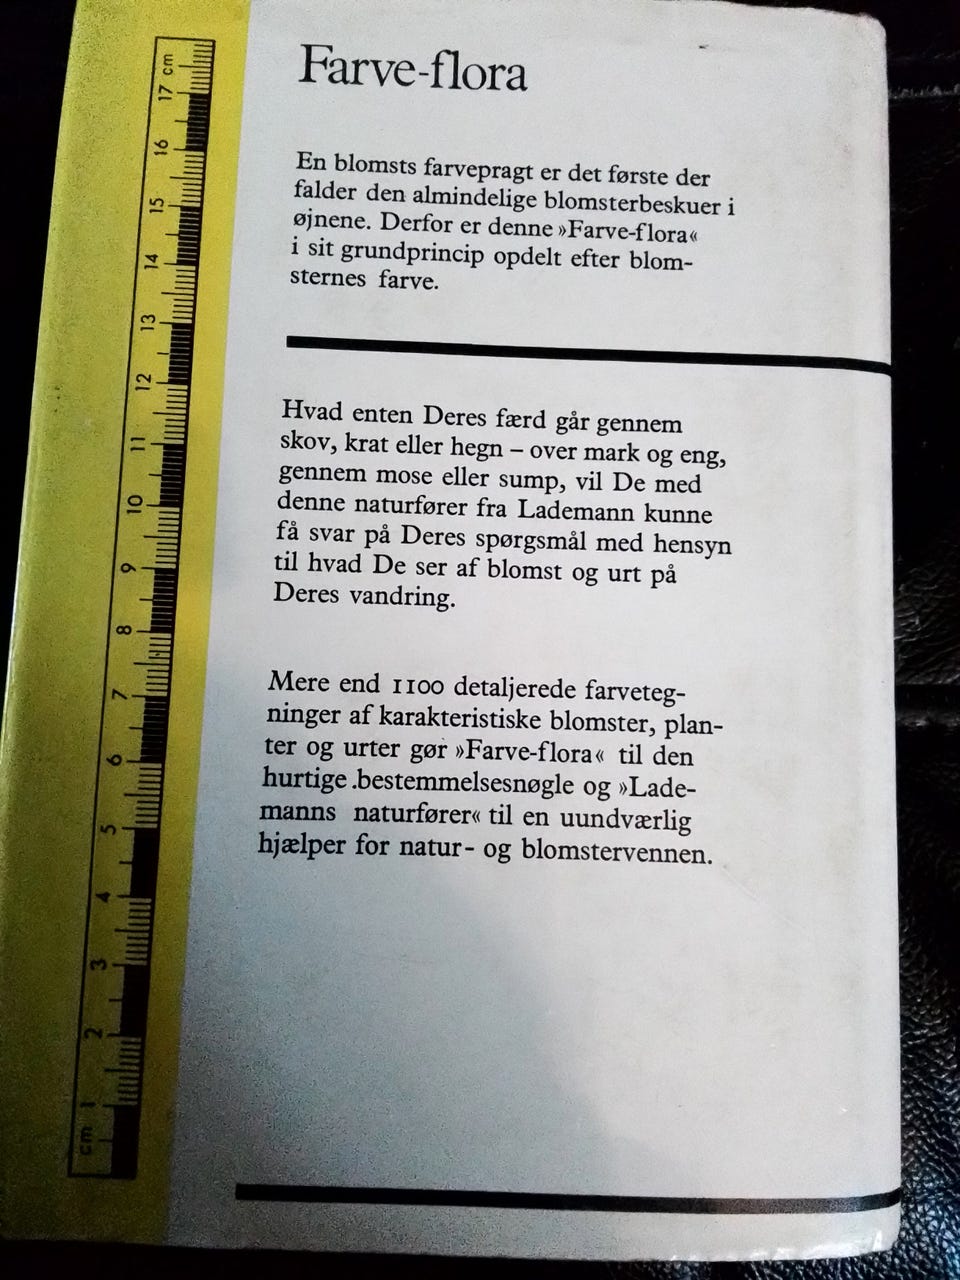 Farve-flora
En blomsts farvepragt er det første der
falder den almindelige blomsterbeskuer i
øjnene. Derfor er denne »Farve-flora«
i sit grundprincip opdelt efter blom-
sternes farve.
Hvad enten Deres færd går gennem
skov, krat eller hegn – over mark og eng,
gennem mose eller sump, vil De med
denne naturfører fra Lademann kunne
få svar på Deres spørgsmål med hensyn
til hvad De ser af blomst og urt på
Deres vandring.
Mere end 1100 detaljerede farveteg-
ninger af karakteristiske blomster, plan-
ter og urter gør »Farve-flora« til den
hurtige bestemmelsesnøgle og »Lade-
manns naturfører« til en uundværlig
hjælper for natur- og blomstervennen.
cm 1 2 3 4 5 6 7 8 9 10 11 12 13 14 15 16 17 cm